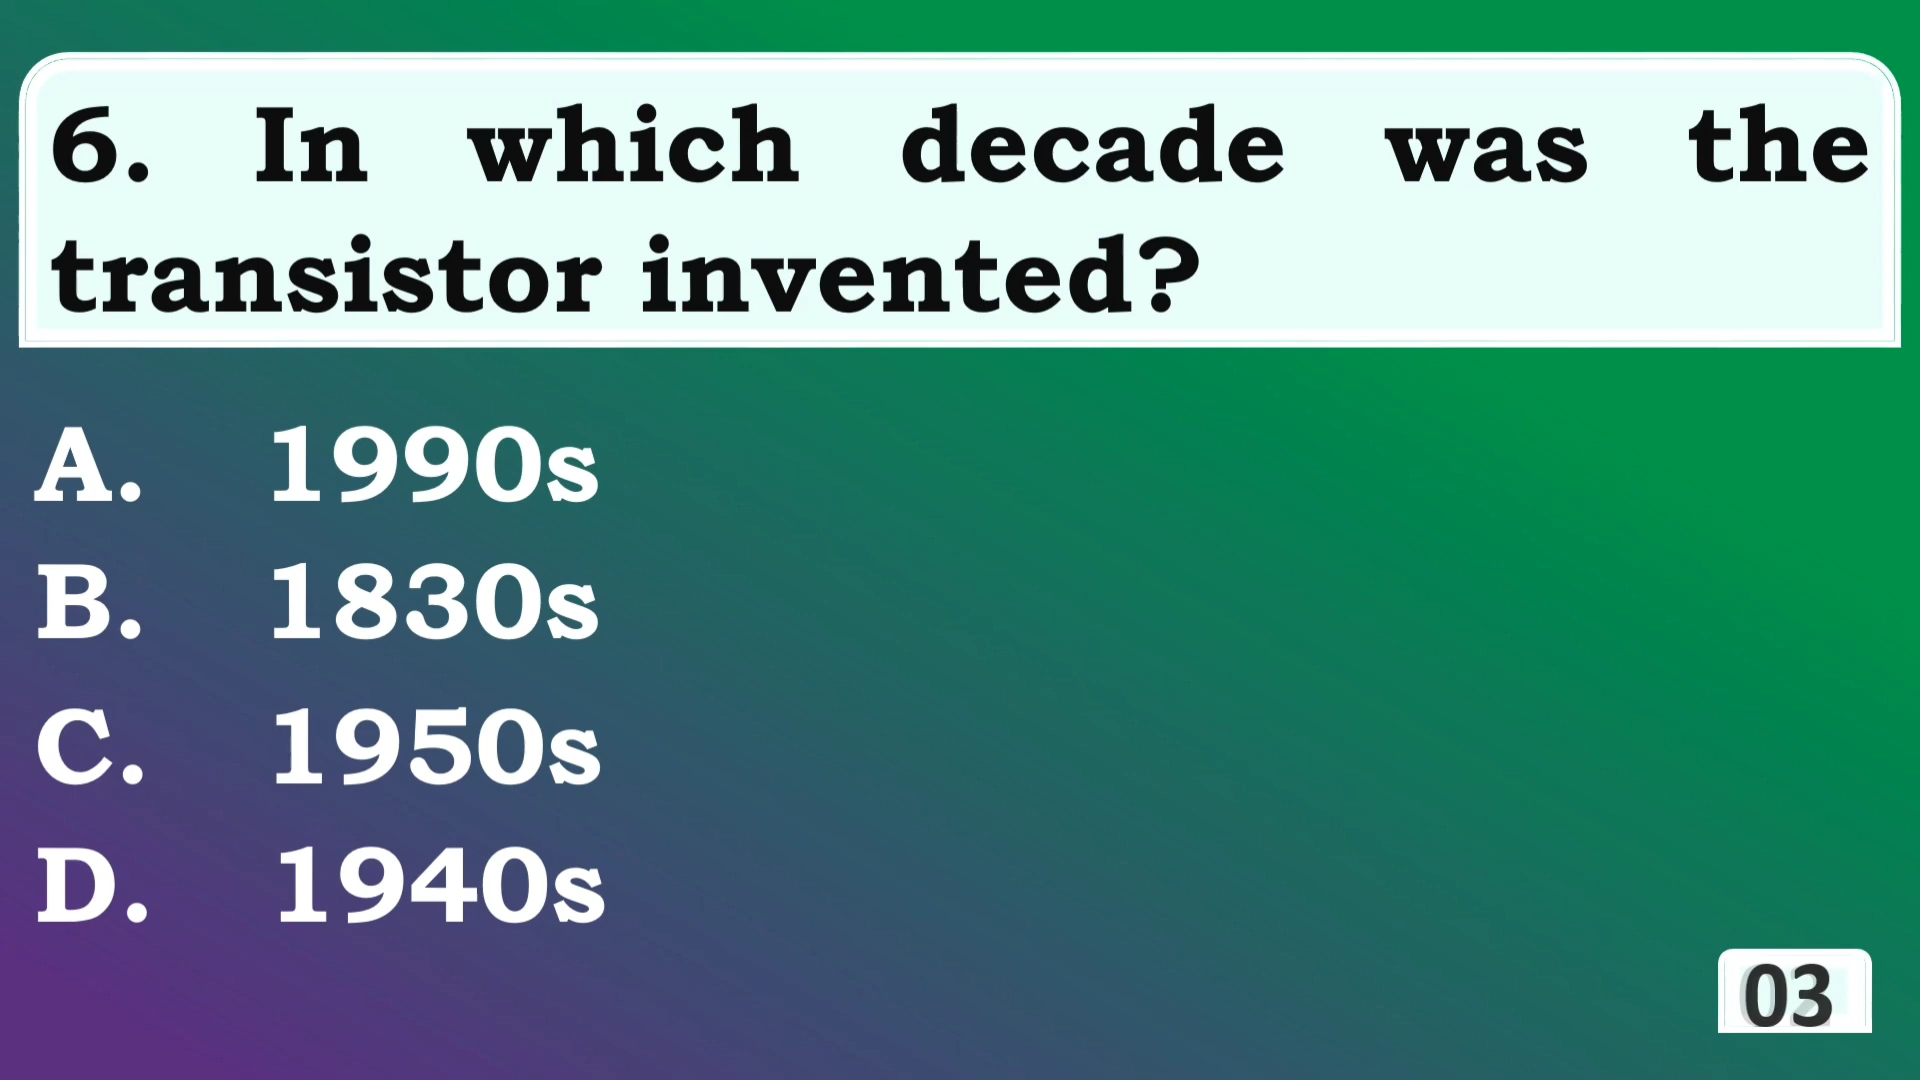 6. In which decade was the
transistor invented?
A. 1990s
B. 1830s
C. 1950s
D. 1940s
03